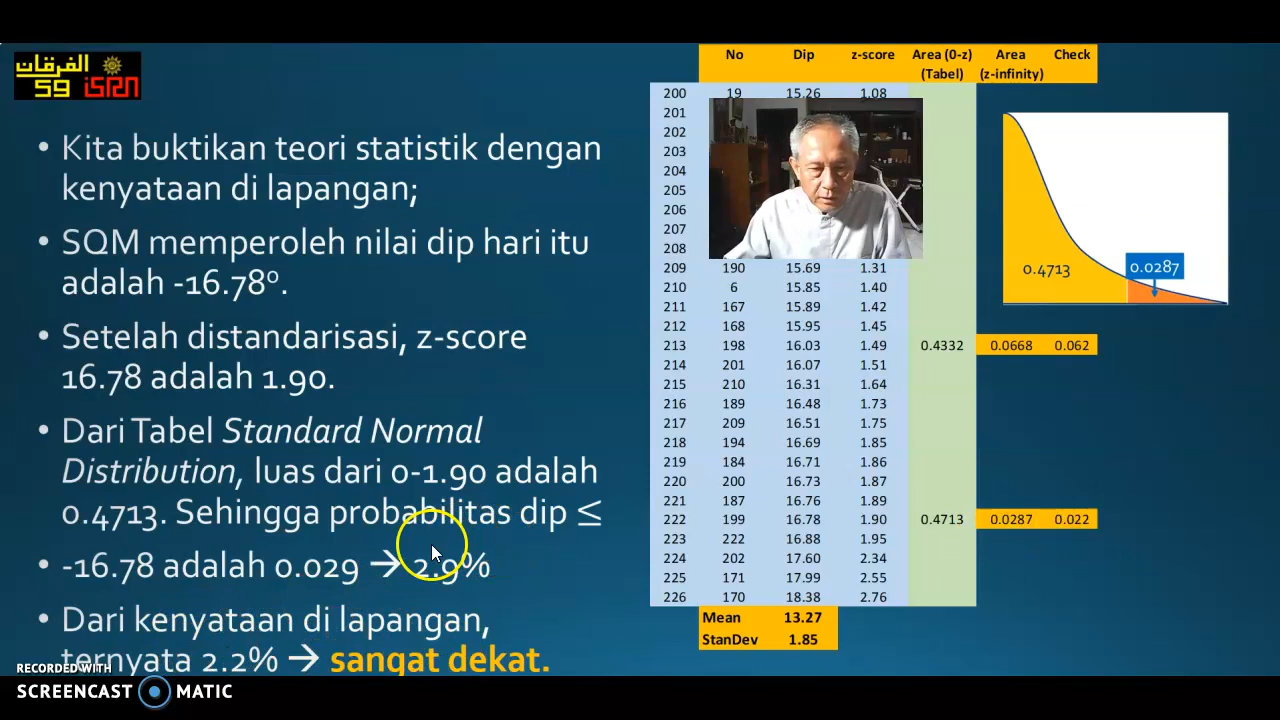 الفرقان
59 isrn
• Kita buktikan teori statistik dengan
kenyataan di lapangan;
• SQM memperoleh nilai dip hari itu
adalah -16.78⁰.
• Setelah distandarisasi, z-score
16.78 adalah 1.90.
• Dari Tabel Standard Normal
Distribution, luas dari 0-1.90 adalah
0.4713. Sehingga probabilitas dip ≤
• -16.78 adalah 0.029 → 2.9%
• Dari kenyataan di lapangan,
ternyata 2.2% → sangat dekat.
RECORDED WITH
SCREENCAST MATIC
No Dip z-score Area (0-z) Area Check
(Tabel) (z-infinity)
200 19 15.26 1.08
201
202
203
204
205
206
207
208
209 190 15.69 1.31
210 6 15.85 1.40
211 167 15.89 1.42
212 168 15.95 1.45
213 198 16.03 1.49 0.4332 0.0668 0.062
214 201 16.07 1.51
215 210 16.31 1.64
216 189 16.48 1.73
217 209 16.51 1.75
218 194 16.69 1.85
219 184 16.71 1.86
220 200 16.73 1.87
221 187 16.76 1.89
222 199 16.78 1.90 0.4713 0.0287 0.022
223 222 16.88 1.95
224 202 17.60 2.34
225 171 17.99 2.55
226 170 18.38 2.76
Mean 13.27
StanDev 1.85
0.4713
0.0287